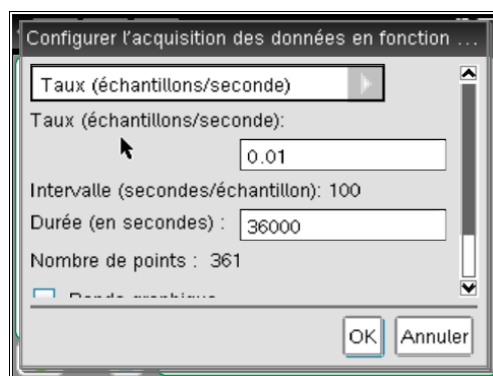 Configurer l'acquisition des données en fonction ...
Taux (échantillons/seconde)
Taux (échantillons/seconde):
0.01
Intervalle (secondes/échantillon): 100
Durée (en secondes) : 36000
Nombre de points : 361
OK Annuler